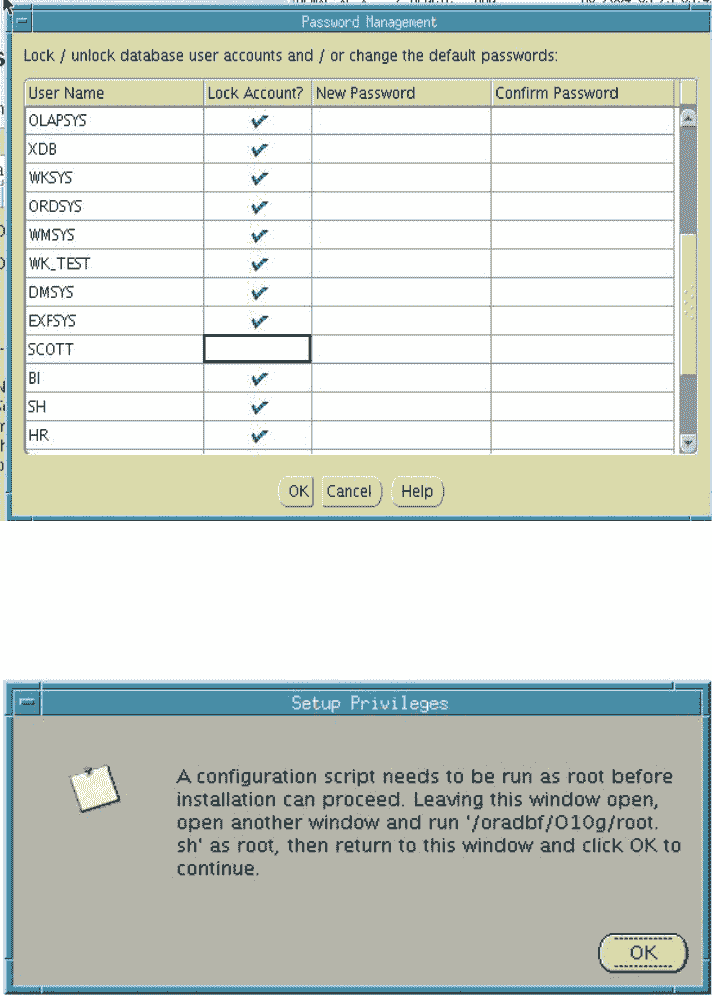 Password Management
Lock / unlock database user accounts and / or change the default passwords:
User Name Lock Account? New Password Confirm Password
OLAPSYS
XDB
WKSYS
ORDSYS
WMSYS
WK_TEST
DMSYS
EXFSYS
SCOTT
BI
SH
HR
OK Cancel Help
Setup Privileges
A configuration script needs to be run as root before
installation can proceed. Leaving this window open,
open another window and run '/oradbf/O10g/root.
sh' as root, then return to this window and click OK to
continue.
OK